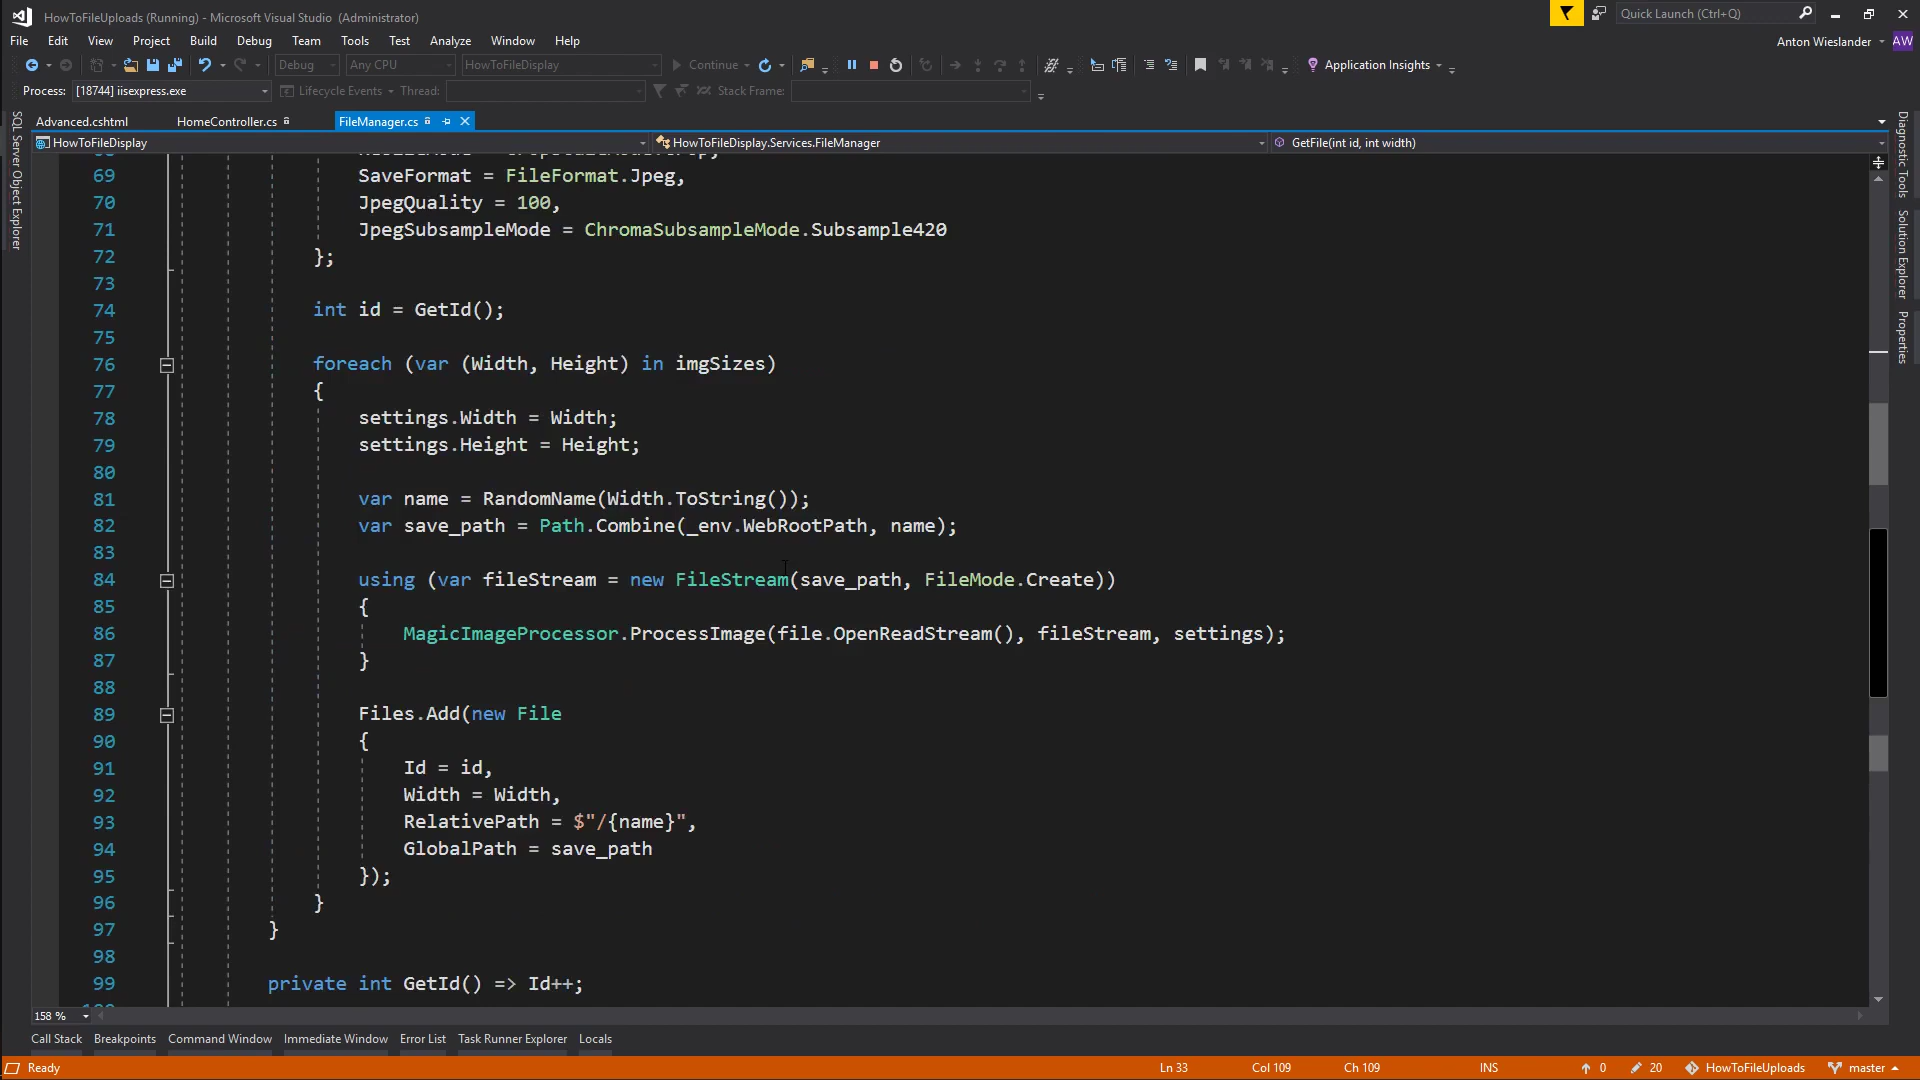 HowToFileUploads (Running) - Microsoft Visual Studio (Administrator)
Quick Launch (Ctrl+Q)
File Edit View Project Build Debug Team Tools Test Analyze Window Help
Anton Wieslander AW
Debug Any CPU HowToFileDisplay Continue Application Insights
Process: [18744] iisexpress.exe Lifecycle Events Thread: Stack Frame:
Advanced.cshtml HomeController.cs FileManager.cs
HowToFileDisplay HowToFileDisplay.Services.FileManager GetFile(int id, int width)
SQL Server Object Explorer
Diagnostic Tools
Solution Explorer
Properties
69 SaveFormat = FileFormat.Jpeg,
70 JpegQuality = 100,
71 JpegSubsampleMode = ChromaSubsampleMode.Subsample420
72 };
73
74 int id = GetId();
75
76 foreach (var (Width, Height) in imgSizes)
77 {
78 settings.Width = Width;
79 settings.Height = Height;
80
81 var name = RandomName(Width.ToString());
82 var save_path = Path.Combine(_env.WebRootPath, name);
83
84 using (var fileStream = new FileStream(save_path, FileMode.Create))
85 {
86 MagicImageProcessor.ProcessImage(file.OpenReadStream(), fileStream, settings);
87 }
88
89 Files.Add(new File
90 {
91 Id = id,
92 Width = Width,
93 RelativePath = $"/{name}",
94 GlobalPath = save_path
95 });
96 }
97 }
98
99 private int GetId() => Id++;
158 %
Call Stack Breakpoints Command Window Immediate Window Error List Task Runner Explorer Locals
Ready Ln 33 Col 109 Ch 109 INS 0 20 HowToFileUploads master